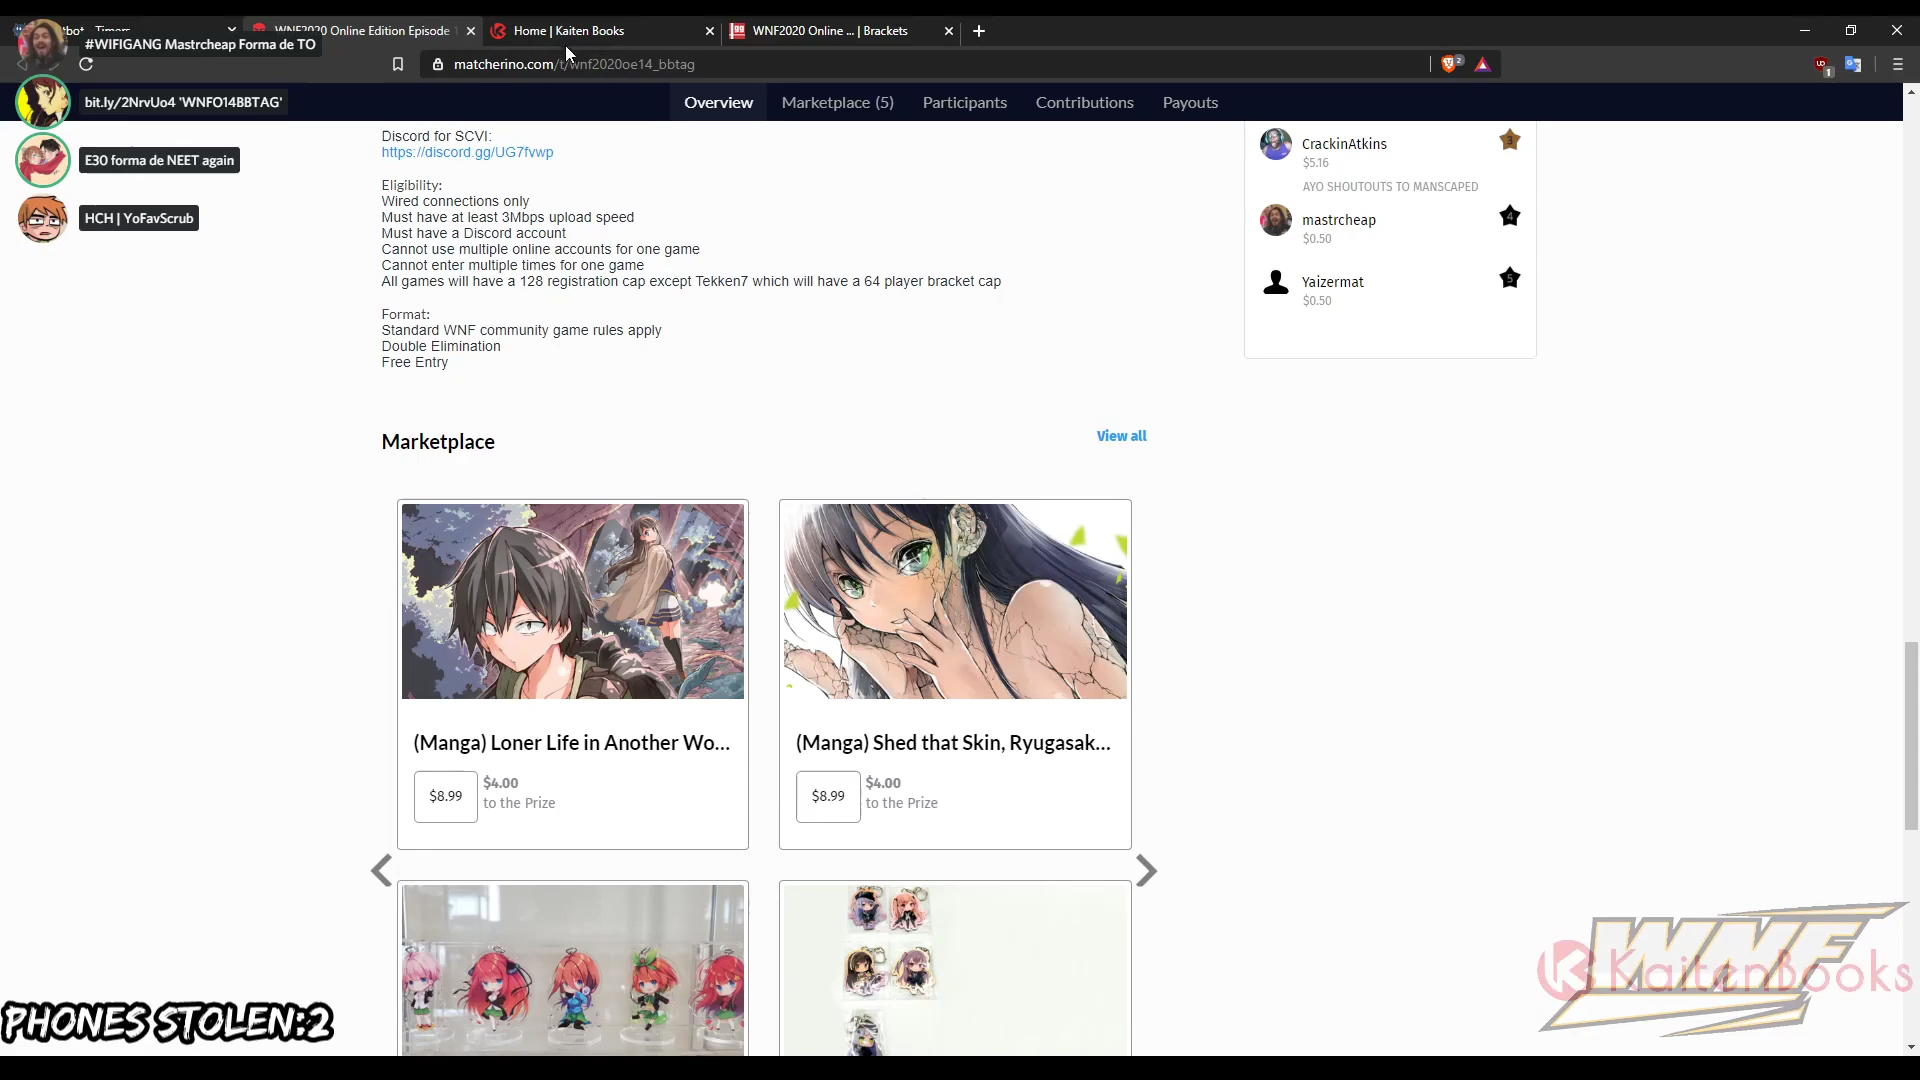 WNF2020 Online Edition Episode
Home | Kaiten Books
WNF2020 Online ... | Brackets
#WIFIGANG Mastrcheap Forma de TO
matcherino.com/t/wnf2020oe14_bbtag
2
1
bit.ly/2NrvUo4 'WNFO14BBTAG'
Overview
Marketplace (5)
Participants
Contributions
Payouts
E30 forma de NEET again
HCH | YoFavScrub
Discord for SCVI:
https://discord.gg/UG7fvwp
Eligibility:
Wired connections only
Must have at least 3Mbps upload speed
Must have a Discord account
Cannot use multiple online accounts for one game
Cannot enter multiple times for one game
All games will have a 128 registration cap except Tekken7 which will have a 64 player bracket cap
Format:
Standard WNF community game rules apply
Double Elimination
Free Entry
CrackinAtkins
3
$5.16
AYO SHOUTOUTS TO MANSCAPED
mastrcheap
4
$0.50
Yaizermat
5
$0.50
Marketplace
View all
(Manga) Loner Life in Another Wo...
$8.99
$4.00
to the Prize
(Manga) Shed that Skin, Ryugasak...
$8.99
$4.00
to the Prize
PHONES STOLEN:2
WNF
KaitenBooks